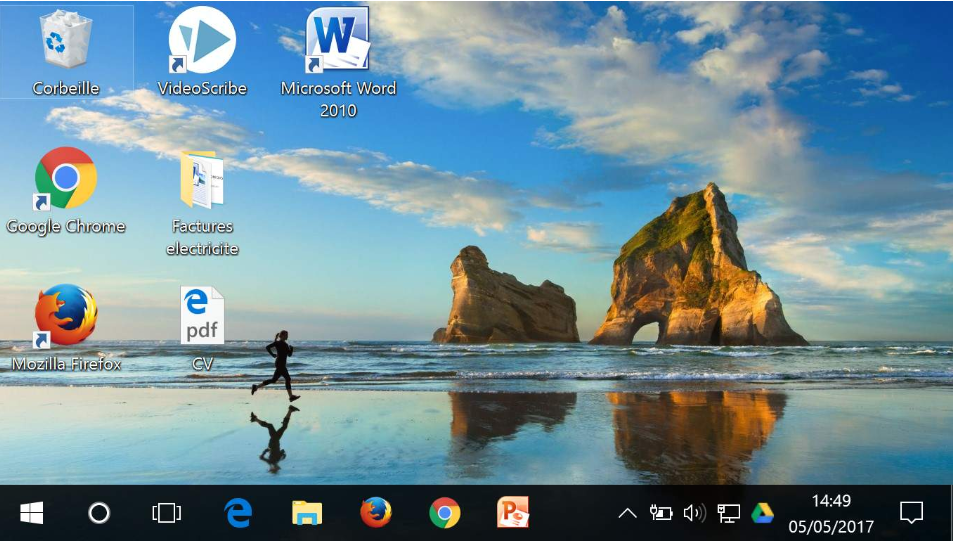 Corbeille
VideoScribe
Microsoft Word
2010
Google Chrome
Factures
electricite
Mozilla Firefox
pdf
CV
14:49
05/05/2017